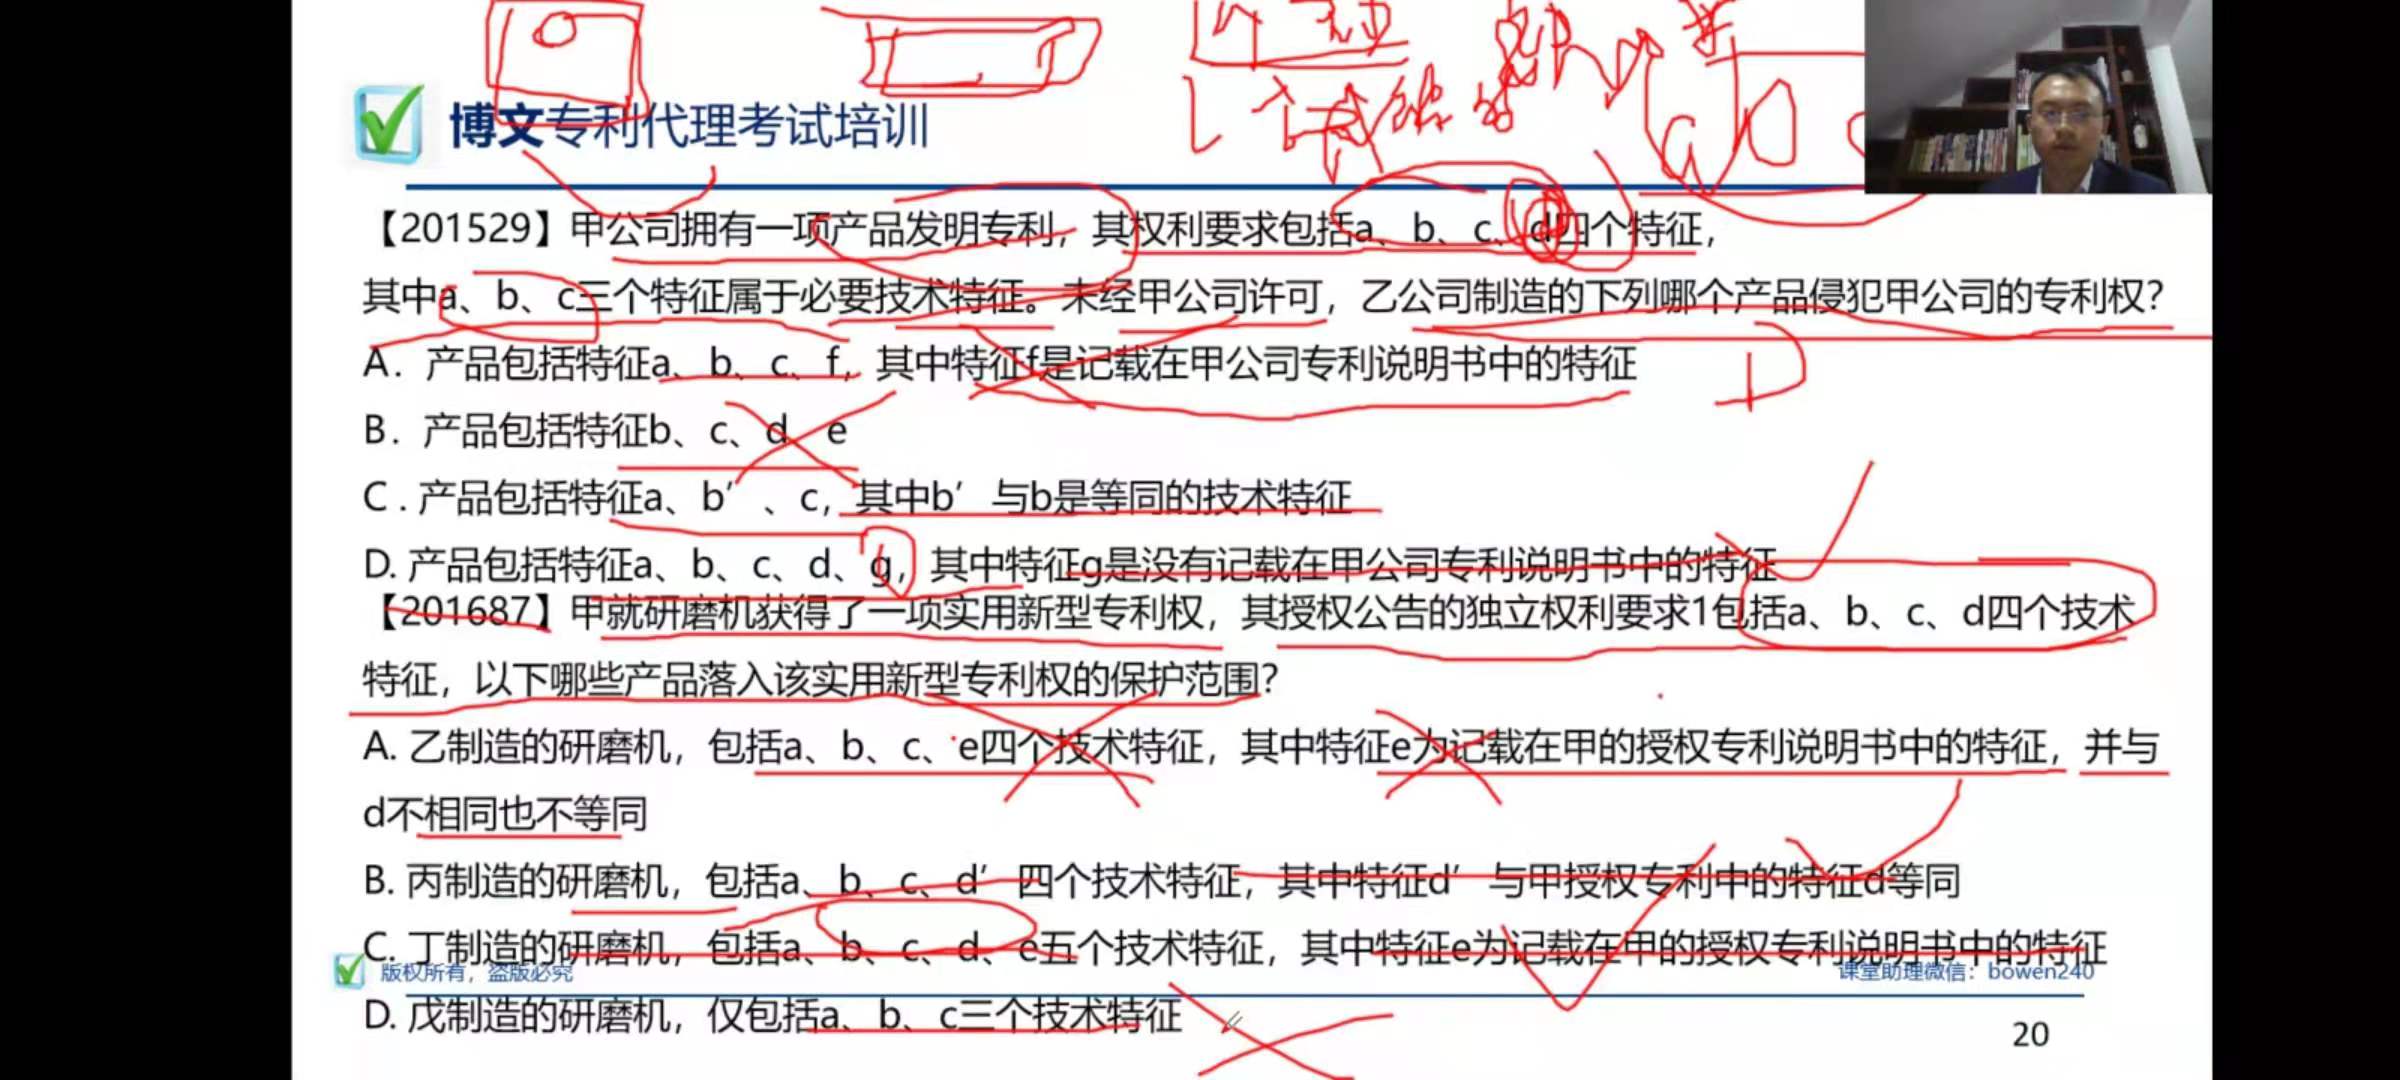 博文专利代理考试培训
【201529】甲公司拥有一项产品发明专利，其权利要求包括a、b、c、d四个特征，
其中a、b、c三个特征属于必要技术特征。未经甲公司许可，乙公司制造的下列哪个产品侵犯甲公司的专利权？
A. 产品包括特征a、b、c、f，其中特征f是记载在甲公司专利说明书中的特征
B. 产品包括特征b、c、d、e
C . 产品包括特征a、b′ 、c，其中b′ 与b是等同的技术特征
D. 产品包括特征a、b、c、d、g，其中特征g是没有记载在甲公司专利说明书中的特征
【201687】甲就研磨机获得了一项实用新型专利权，其授权公告的独立权利要求1包括a、b、c、d四个技术
特征，以下哪些产品落入该实用新型专利权的保护范围？
A. 乙制造的研磨机，包括a、b、c、e四个技术特征，其中特征e为记载在甲的授权专利说明书中的特征，并与
d不相同也不等同
B. 丙制造的研磨机，包括a、b、c、d′ 四个技术特征，其中特征d′ 与甲授权专利中的特征d等同
C. 丁制造的研磨机，包括a、b、c、d、e五个技术特征，其中特征e为记载在甲的授权专利说明书中的特征
版权所有，盗版必究
课堂助理微信：bowen240
D. 戊制造的研磨机，仅包括a、b、c三个技术特征
20